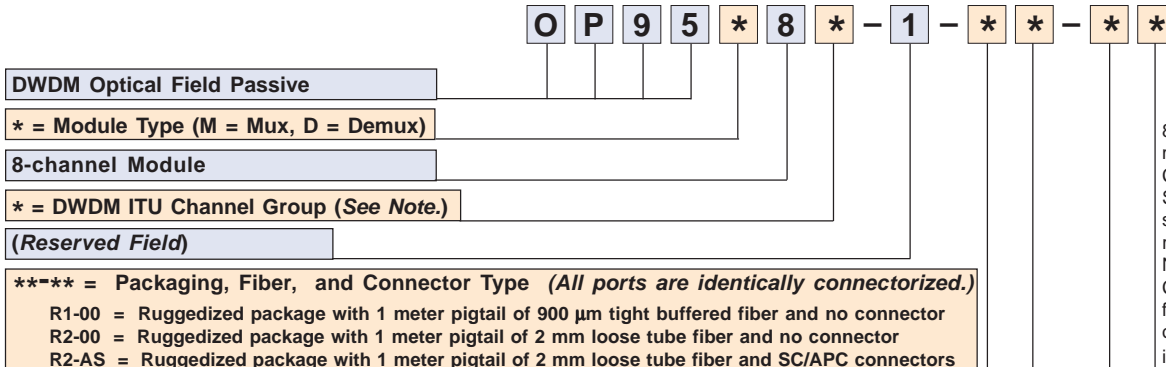 O P 9 5 * 8 * – 1 – * * – * *
DWDM Optical Field Passive
* = Module Type (M = Mux, D = Demux)
8-channel Module
* = DWDM ITU Channel Group (See Note.)
(Reserved Field)
**-** = Packaging, Fiber, and Connector Type (All ports are identically connectorized.)
R1-00 = Ruggedized package with 1 meter pigtail of 900 µm tight buffered fiber and no connector
R2-00 = Ruggedized package with 1 meter pigtail of 2 mm loose tube fiber and no connector
R2-AS = Ruggedized package with 1 meter pigtail of 2 mm loose tube fiber and SC/APC connectors